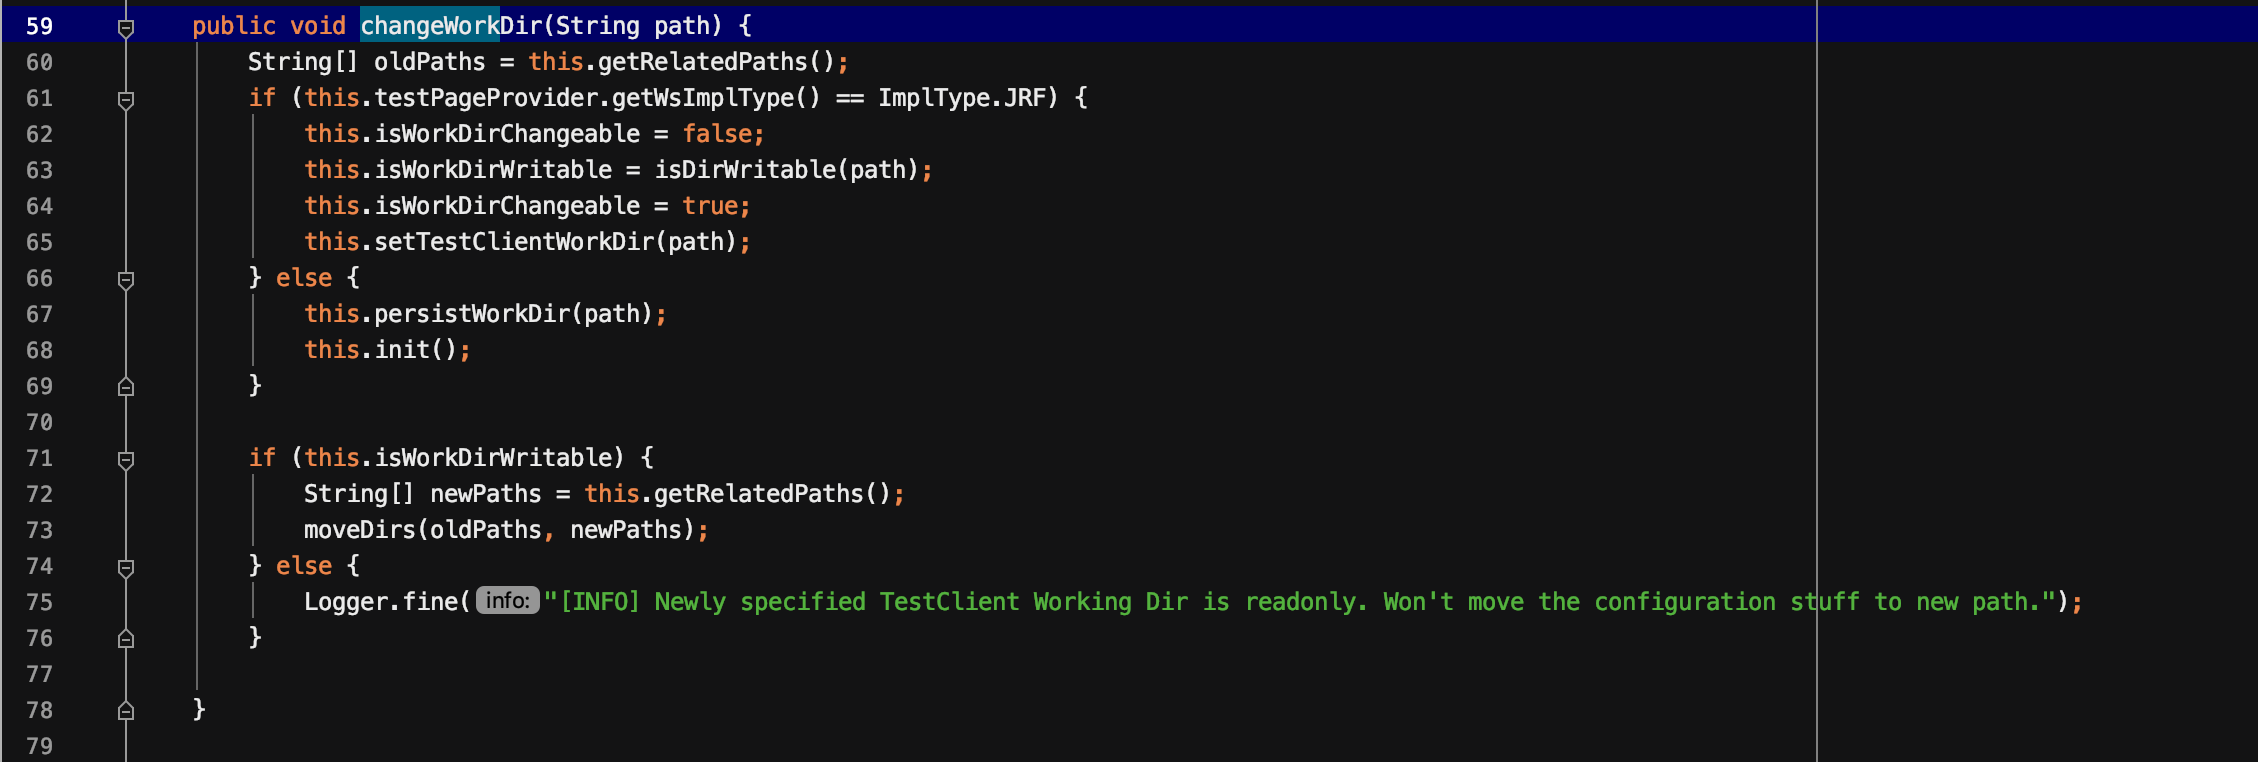 59 public void changeWorkDir(String path) {
60 String[] oldPaths = this.getRelatedPaths();
61 if (this.testPageProvider.getWsImplType() == ImplType.JRF) {
62 this.isWorkDirChangeable = false;
63 this.isWorkDirWritable = isDirWritable(path);
64 this.isWorkDirChangeable = true;
65 this.setTestClientWorkDir(path);
66 } else {
67 this.persistWorkDir(path);
68 this.init();
69 }
70
71 if (this.isWorkDirWritable) {
72 String[] newPaths = this.getRelatedPaths();
73 moveDirs(oldPaths, newPaths);
74 } else {
75 Logger.fine( info: "[INFO] Newly specified TestClient Working Dir is readonly. Won't move the configuration stuff to new path.");
76 }
77
78 }
79